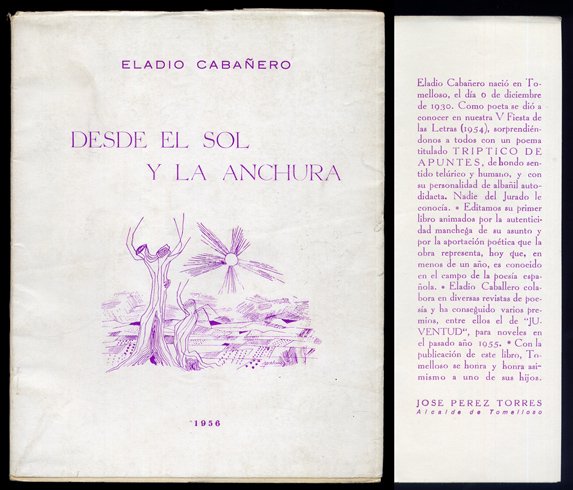 ELADIO CABAÑERO
DESDE EL SOL
Y LA ANCHURA
1956
Eladio Cabañero nació en To-
melloso, el día 6 de diciembre
de 1930. Como poeta se dió a
conocer en nuestra V Fiesta de
las Letras (1954), sorprendién-
donos a todos con un poema
titulado TRIPTICO DE
APUNTES, de hondo sen-
tido telúrico y humano, y con
su personalidad de albañil auto-
didacta. Nadie del Jurado le
conocía. * Editamos su primer
libro animados por la autentici-
dad manchega de su asunto y
por la aportación poética que la
obra representa, hoy que, en
menos de un año, es conocido
en el campo de la poesía espa-
ñola. * Eladio Caballero cola-
bora en diversas revistas de poe-
sía y ha conseguido varios pre-
mios, entre ellos el de "JU-
VENTUD", para noveles en
el pasado año 1955. * Con la
publicación de este libro, To-
melloso se honra y honra asi-
mismo a uno de sus hijos.
JOSE PEREZ TORRES
Alcalde de Tomelloso